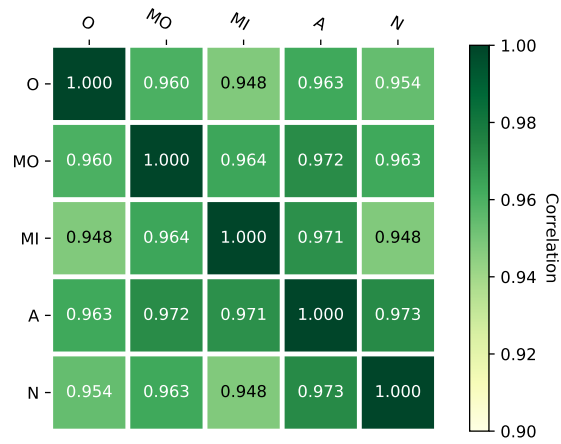 O MO MI A N
O 1.000 0.960 0.948 0.963 0.954
MO 0.960 1.000 0.964 0.972 0.963
MI 0.948 0.964 1.000 0.971 0.948
A 0.963 0.972 0.971 1.000 0.973
N 0.954 0.963 0.948 0.973 1.000
1.00
0.98
0.96
0.94
0.92
0.90
Correlation